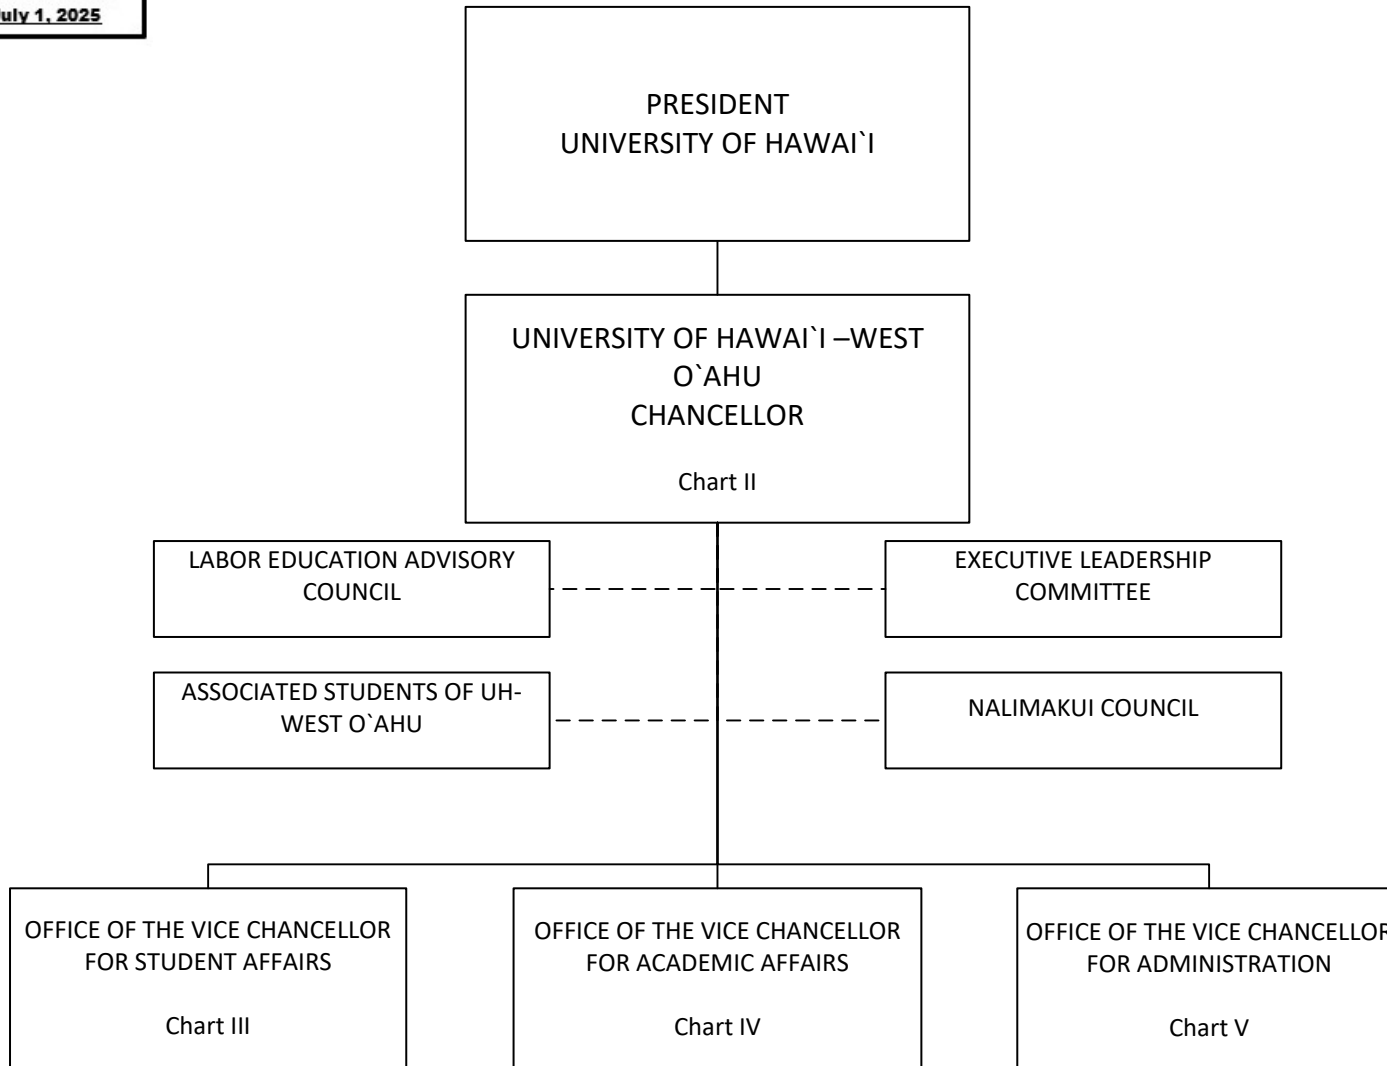 July 1, 2025
PRESIDENT
UNIVERSITY OF HAWAI`I
UNIVERSITY OF HAWAI`I –WEST
O`AHU
CHANCELLOR
Chart II
LABOR EDUCATION ADVISORY
COUNCIL
EXECUTIVE LEADERSHIP
COMMITTEE
ASSOCIATED STUDENTS OF UH-
WEST O`AHU
NALIMAKUI COUNCIL
OFFICE OF THE VICE CHANCELLOR
FOR STUDENT AFFAIRS
Chart III
OFFICE OF THE VICE CHANCELLOR
FOR ACADEMIC AFFAIRS
Chart IV
OFFICE OF THE VICE CHANCELLOR
FOR ADMINISTRATION
Chart V